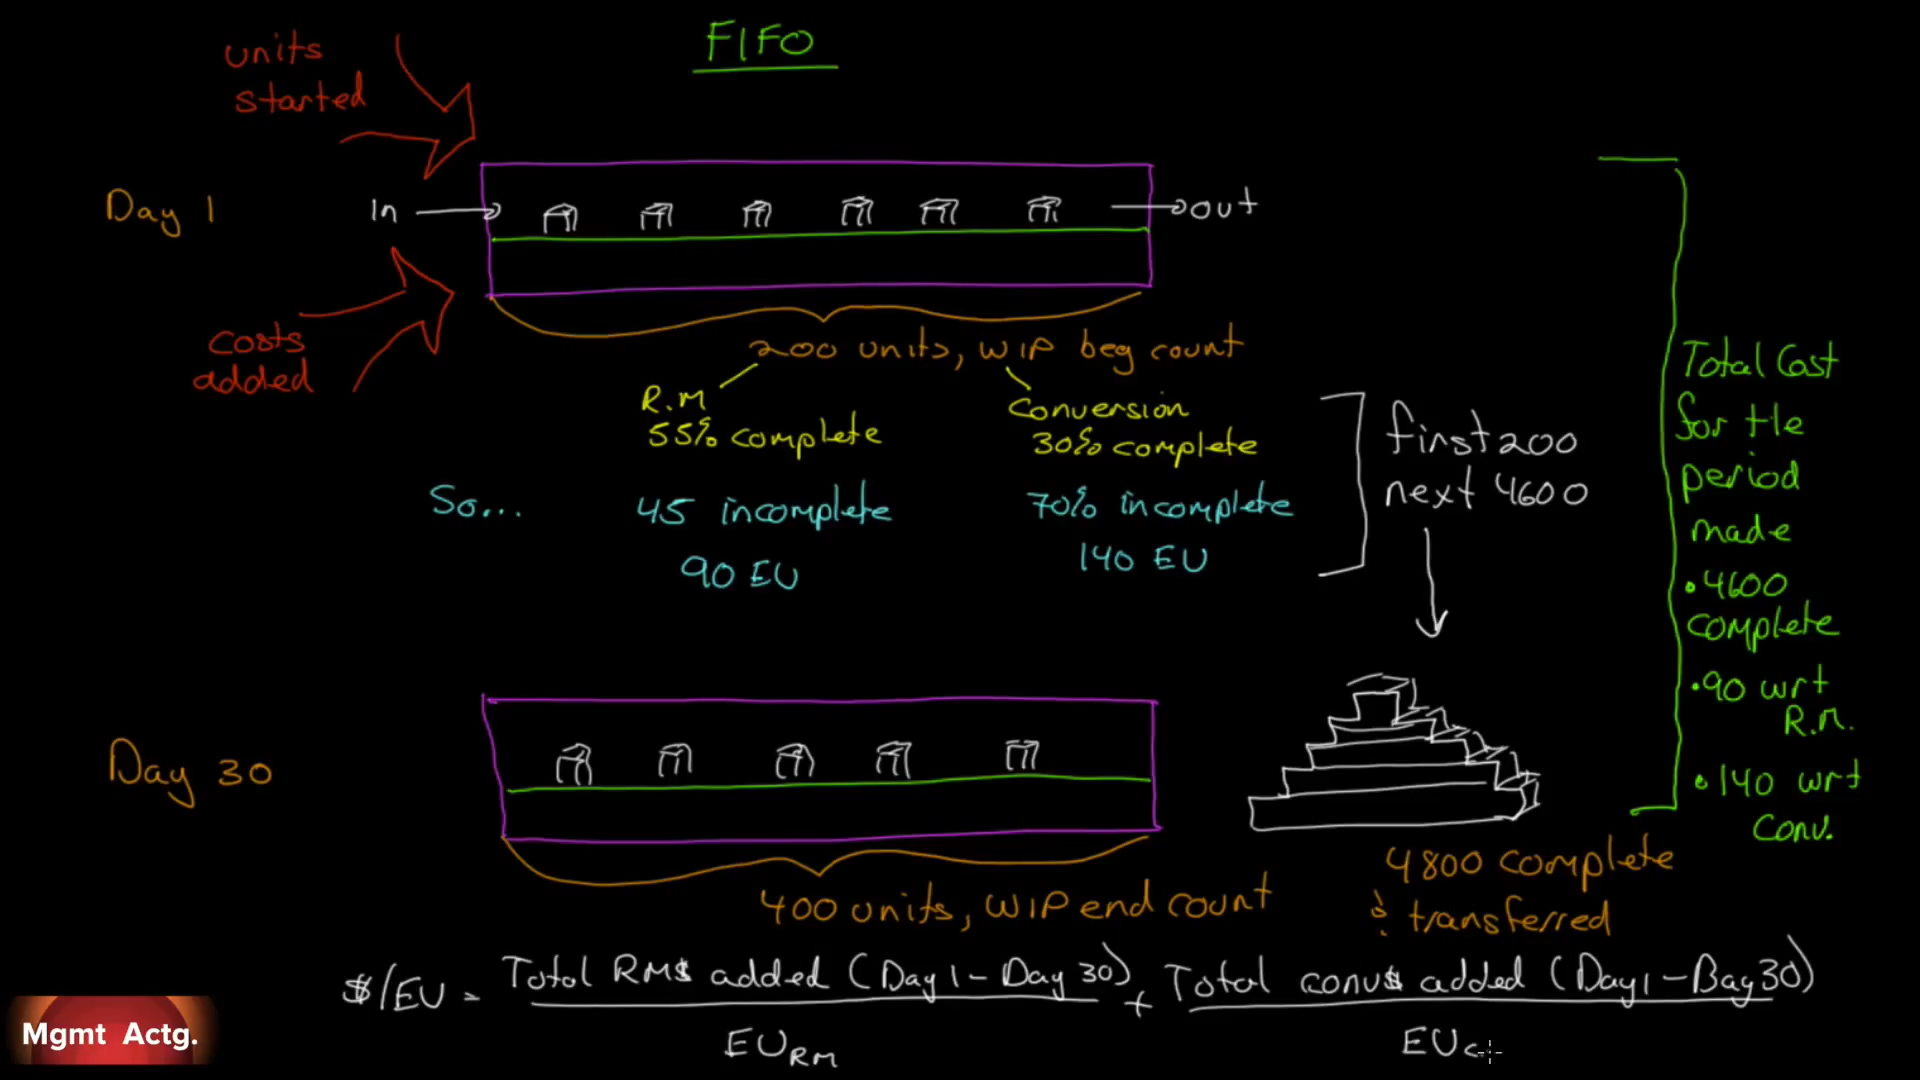 FIFO
units
started
Day 1
In
out
costs
added
200 units, WIP beg count
R.M
55% complete
Conversion
30% complete
So...
45 incomplete
90 EU
70% incomplete
140 EU
first 200
next 4600
Total Cost
for the
period
made
• 4600
complete
• 90 wrt
R.M.
• 140 wrt
Conv.
Day 30
400 units, WIP end count
4800 complete
& transferred
$/EU = Total RM$ added (Day 1 - Day 30) + Total conv$ added (Day 1 - Day 30)
EU RM
EU c
Mgmt Actg.